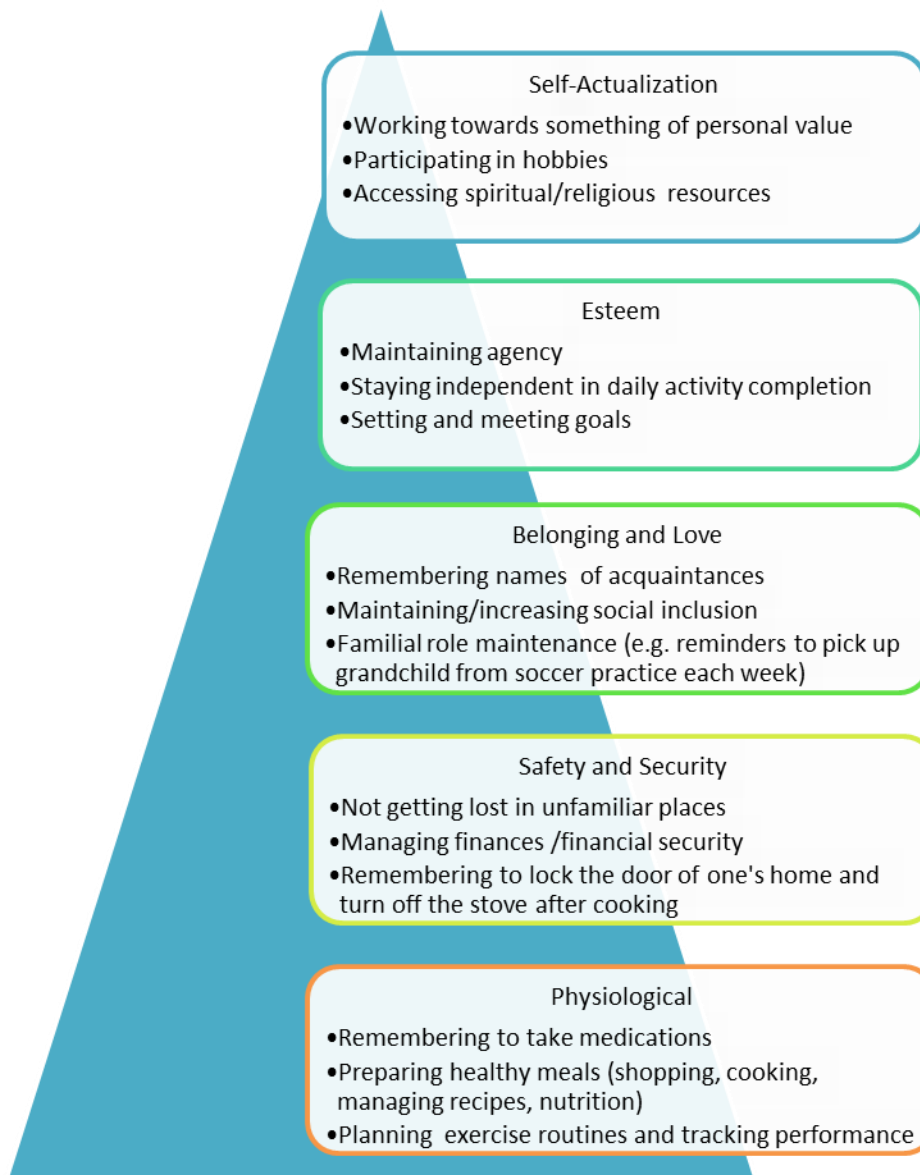 Self-Actualization
•Working towards something of personal value
•Participating in hobbies
•Accessing spiritual/religious resources
Esteem
•Maintaining agency
•Staying independent in daily activity completion
•Setting and meeting goals
Belonging and Love
•Remembering names of acquaintances
•Maintaining/increasing social inclusion
•Familial role maintenance (e.g. reminders to pick up
grandchild from soccer practice each week)
Safety and Security
•Not getting lost in unfamiliar places
•Managing finances /financial security
•Remembering to lock the door of one's home and
turn off the stove after cooking
Physiological
•Remembering to take medications
•Preparing healthy meals (shopping, cooking,
managing recipes, nutrition)
•Planning exercise routines and tracking performance